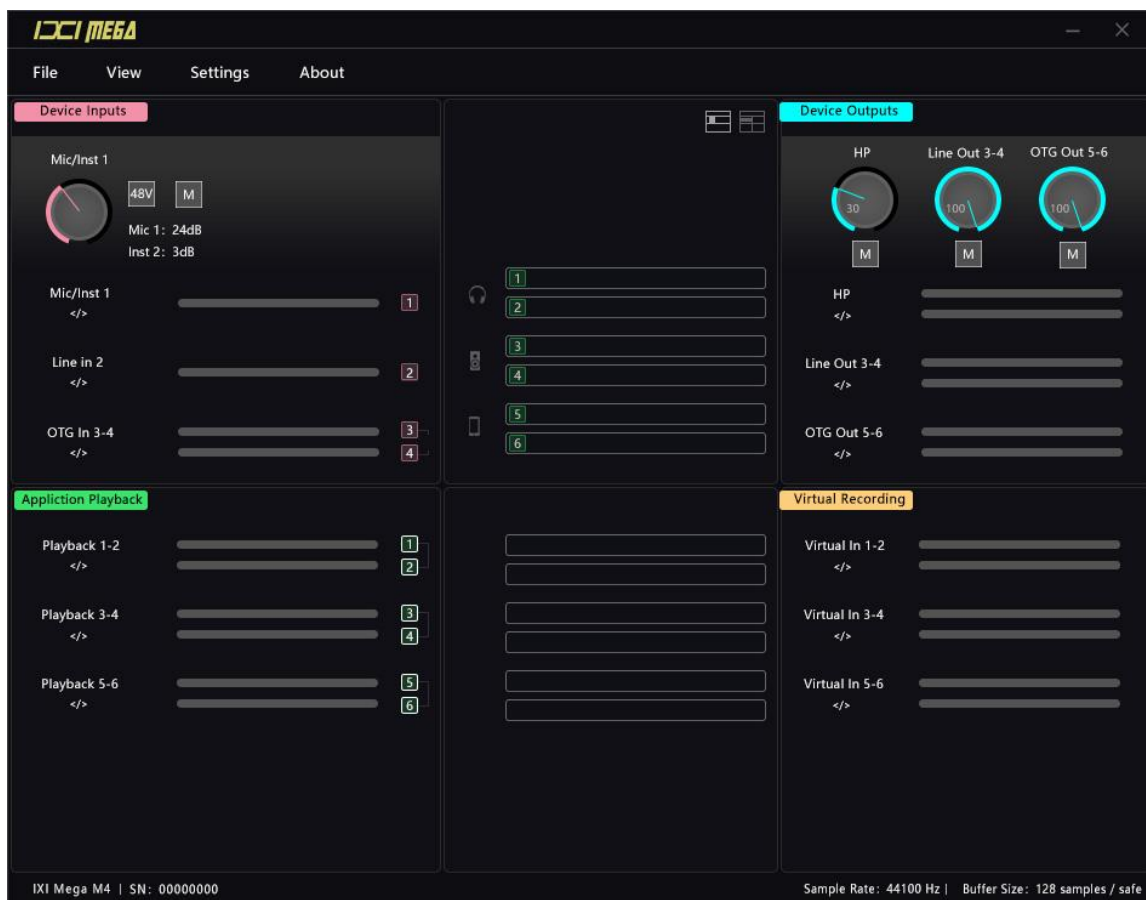 IXI MEGA
File View Settings About
Device Inputs
Mic/Inst 1
48V M
Mic 1: 24dB
Inst 2: 3dB
Mic/Inst 1
</>
1
Line in 2
</>
2
OTG In 3-4
</>
3
4
1
2
3
4
5
6
Device Outputs
HP Line Out 3-4 OTG Out 5-6
30 100 100
M M M
HP
</>
Line Out 3-4
</>
OTG Out 5-6
</>
Appliction Playback
Playback 1-2
</>
1
2
Playback 3-4
</>
3
4
Playback 5-6
</>
5
6
Virtual Recording
Virtual In 1-2
</>
Virtual In 3-4
</>
Virtual In 5-6
</>
IXI Mega M4 | SN: 00000000
Sample Rate: 44100 Hz | Buffer Size: 128 samples / safe